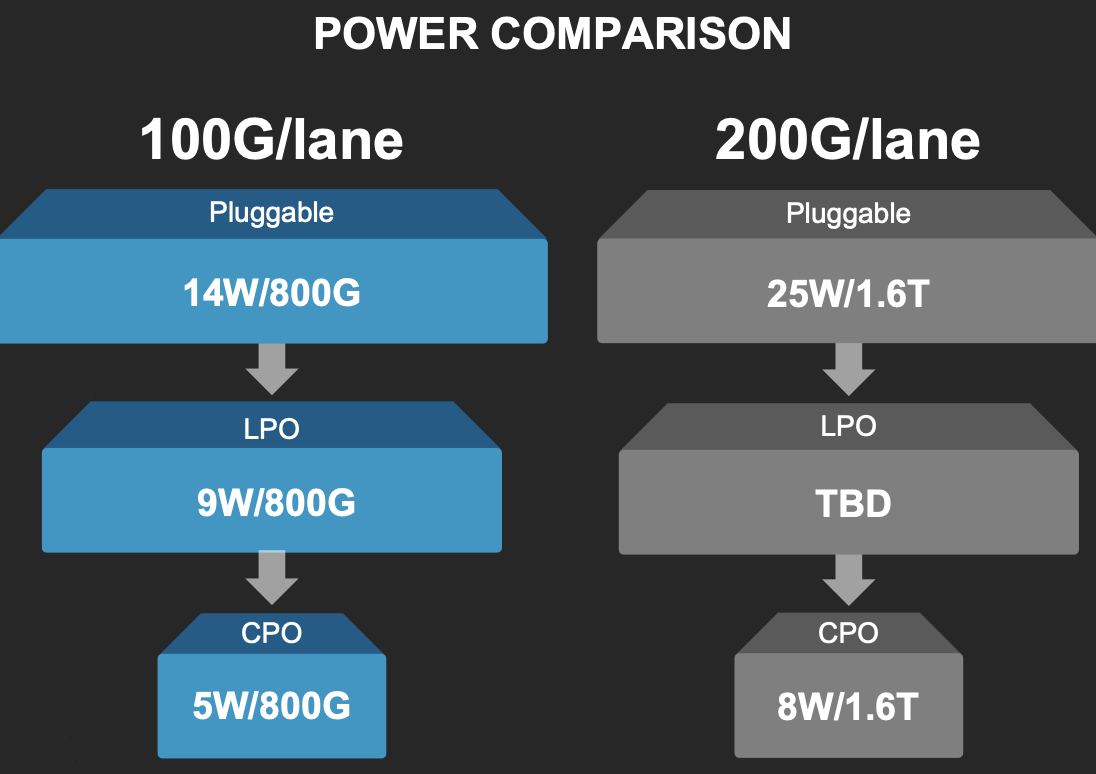 POWER COMPARISON
100G/lane
Pluggable
14W/800G
LPO
9W/800G
CPO
5W/800G
200G/lane
Pluggable
25W/1.6T
LPO
TBD
CPO
8W/1.6T